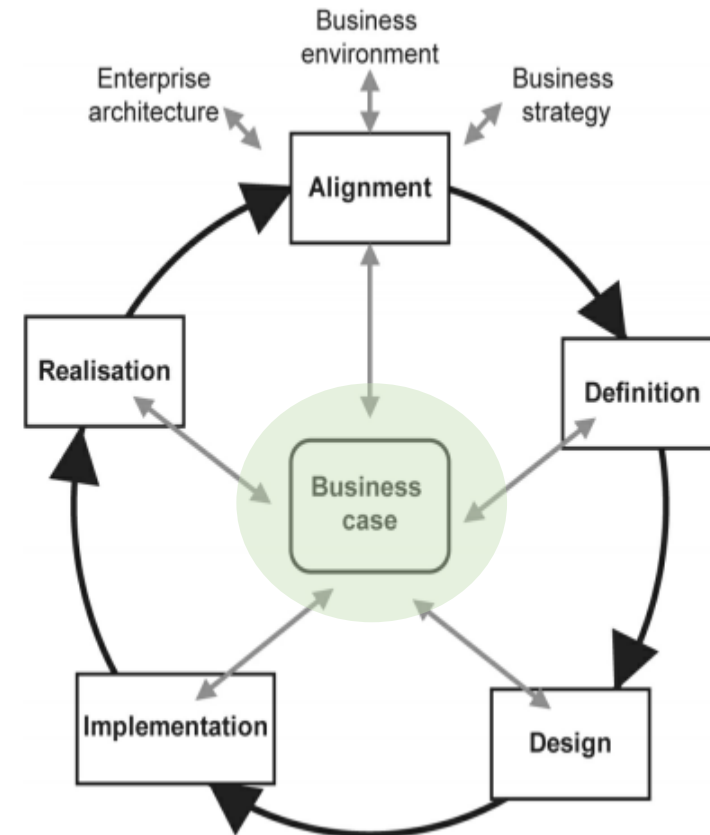 Business
environment
Enterprise
architecture
Business
strategy
Alignment
Realisation
Definition
Business
case
Implementation
Design